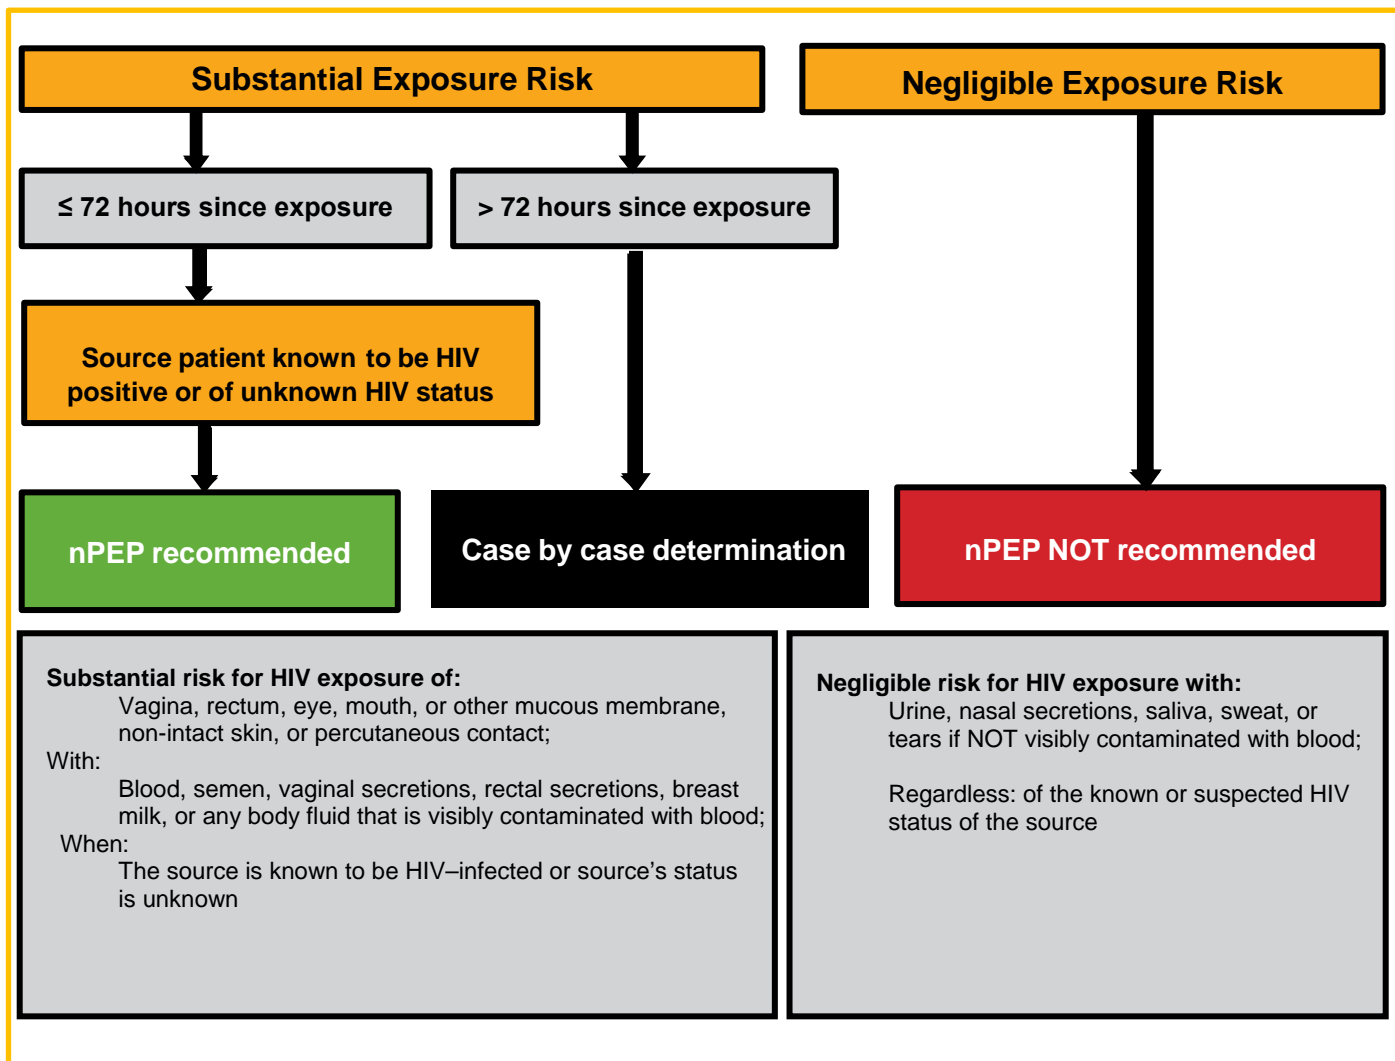 Substantial Exposure Risk
Negligible Exposure Risk
≤ 72 hours since exposure
> 72 hours since exposure
Source patient known to be HIV
positive or of unknown HIV status
nPEP recommended
Case by case determination
nPEP NOT recommended
Substantial risk for HIV exposure of:
Vagina, rectum, eye, mouth, or other mucous membrane,
non-intact skin, or percutaneous contact;
With:
Blood, semen, vaginal secretions, rectal secretions, breast
milk, or any body fluid that is visibly contaminated with blood;
When:
The source is known to be HIV–infected or source’s status
is unknown
Negligible risk for HIV exposure with:
Urine, nasal secretions, saliva, sweat, or
tears if NOT visibly contaminated with blood;
Regardless: of the known or suspected HIV
status of the source